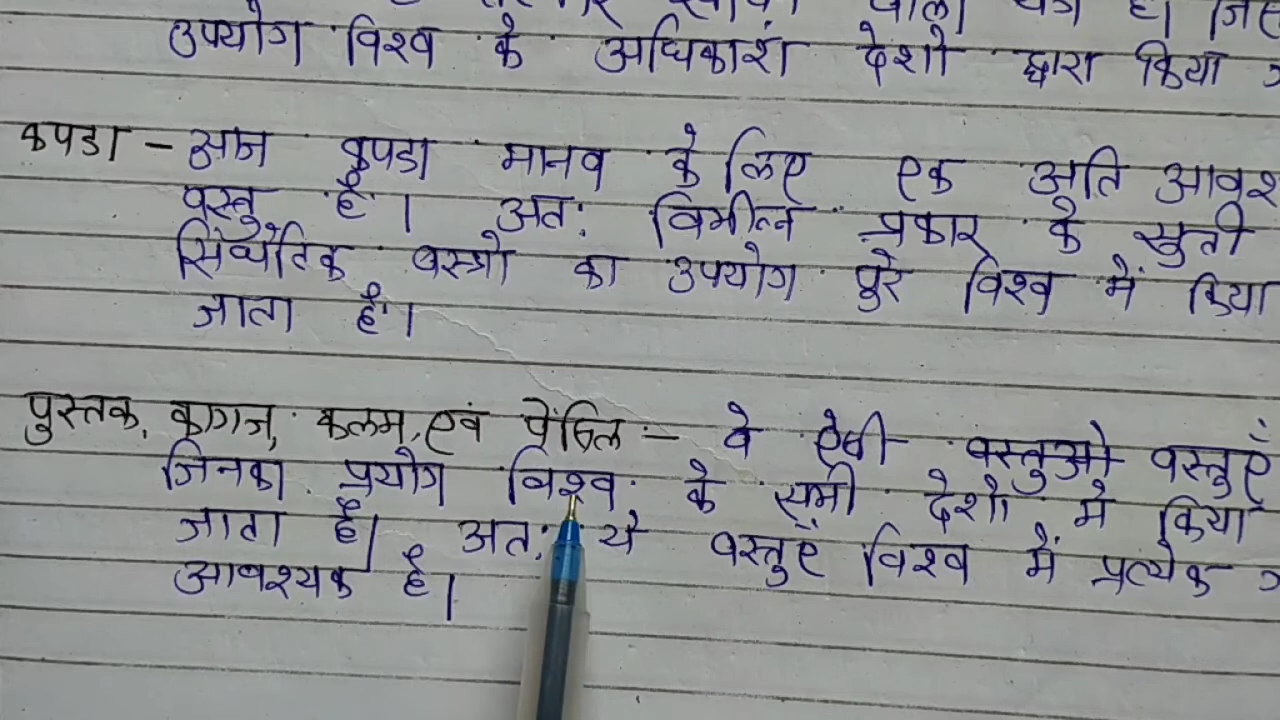 उपयोग विश्व के अधिकाशं देशो द्वारा किया
कपडा - आज कपडा मानव के लिए एक अति आवश
वस्तु है। अत: विभीन्न प्रकार के सुती
सिंथेटिक वस्त्रो का उपयोग पुरे विश्व में किया
जाता है।
पुस्तक, कागज, कलम, एवं पेंसिल - वे ऐसी वस्तुओ वस्तुएँ
जिनका प्रयोग विश्व के सभी देशो मे किया
जाता है। अत: ये वस्तुएँ विश्व में प्रत्येक
आवश्यक है।